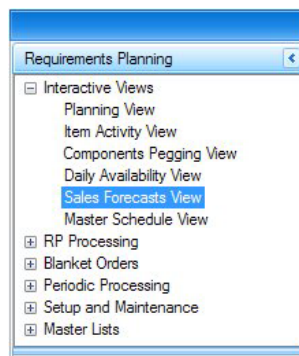 Requirements Planning
Interactive Views
Planning View
Item Activity View
Components Pegging View
Daily Availability View
Sales Forecasts View
Master Schedule View
RP Processing
Blanket Orders
Periodic Processing
Setup and Maintenance
Master Lists